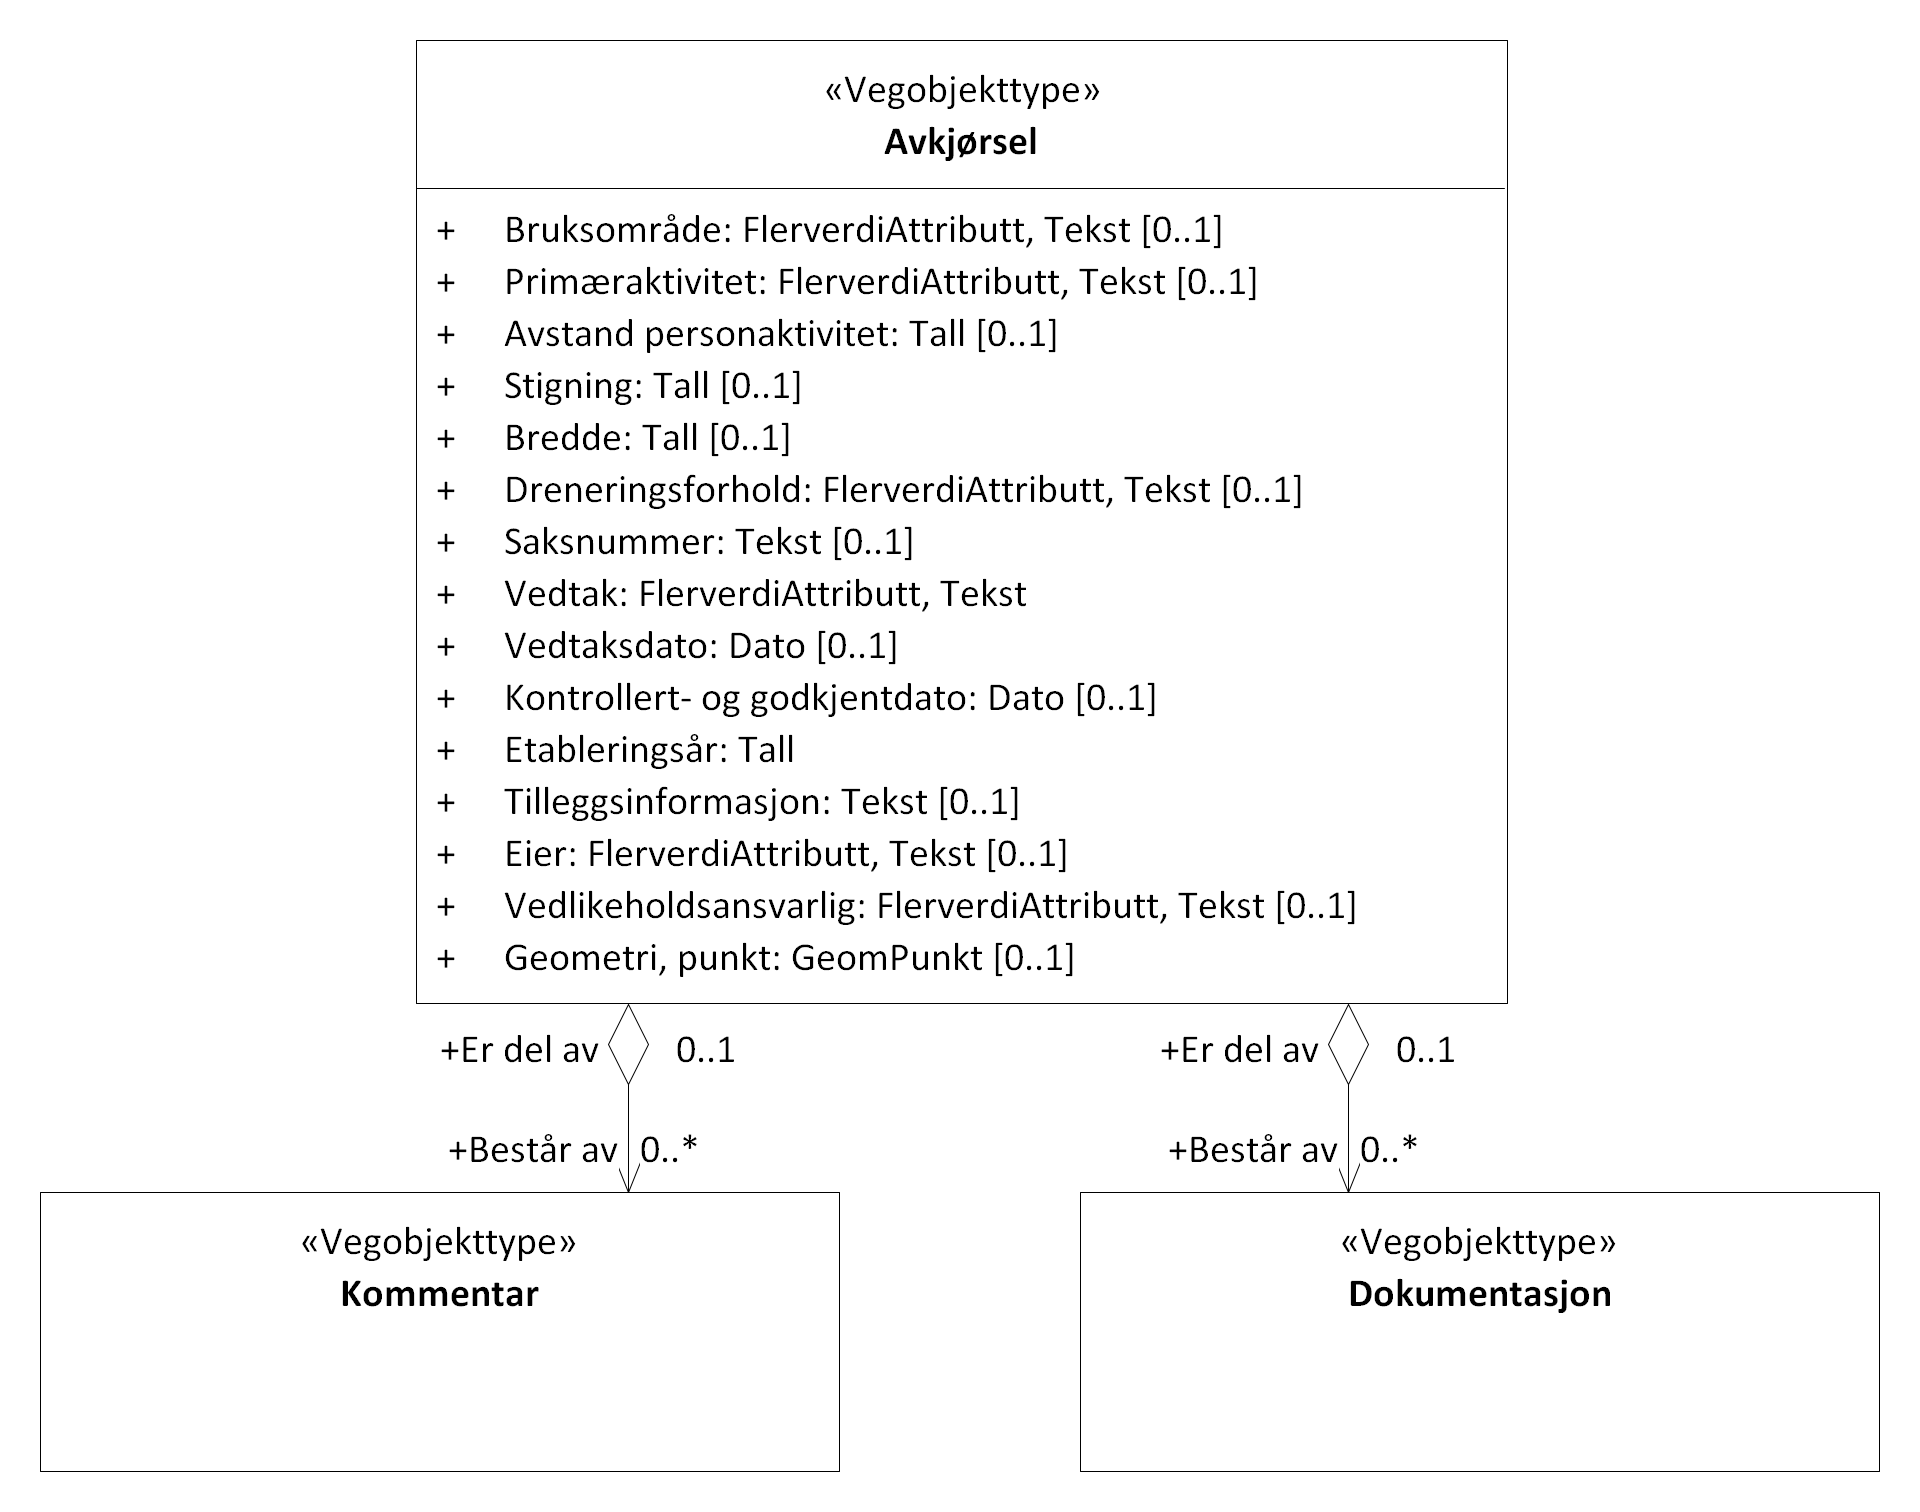 «Vegobjekttype»
Avkjørsel
+ Bruksområde: FlerverdiAttributt, Tekst [0..1]
+ Primæraktivitet: FlerverdiAttributt, Tekst [0..1]
+ Avstand personaktivitet: Tall [0..1]
+ Stigning: Tall [0..1]
+ Bredde: Tall [0..1]
+ Dreneringsforhold: FlerverdiAttributt, Tekst [0..1]
+ Saksnummer: Tekst [0..1]
+ Vedtak: FlerverdiAttributt, Tekst
+ Vedtaksdato: Dato [0..1]
+ Kontrollert- og godkjentdato: Dato [0..1]
+ Etableringsår: Tall
+ Tilleggsinformasjon: Tekst [0..1]
+ Eier: FlerverdiAttributt, Tekst [0..1]
+ Vedlikeholdsansvarlig: FlerverdiAttributt, Tekst [0..1]
+ Geometri, punkt: GeomPunkt [0..1]
+Er del av 0..1
+Består av 0..*
+Er del av 0..1
+Består av 0..*
«Vegobjekttype»
Kommentar
«Vegobjekttype»
Dokumentasjon